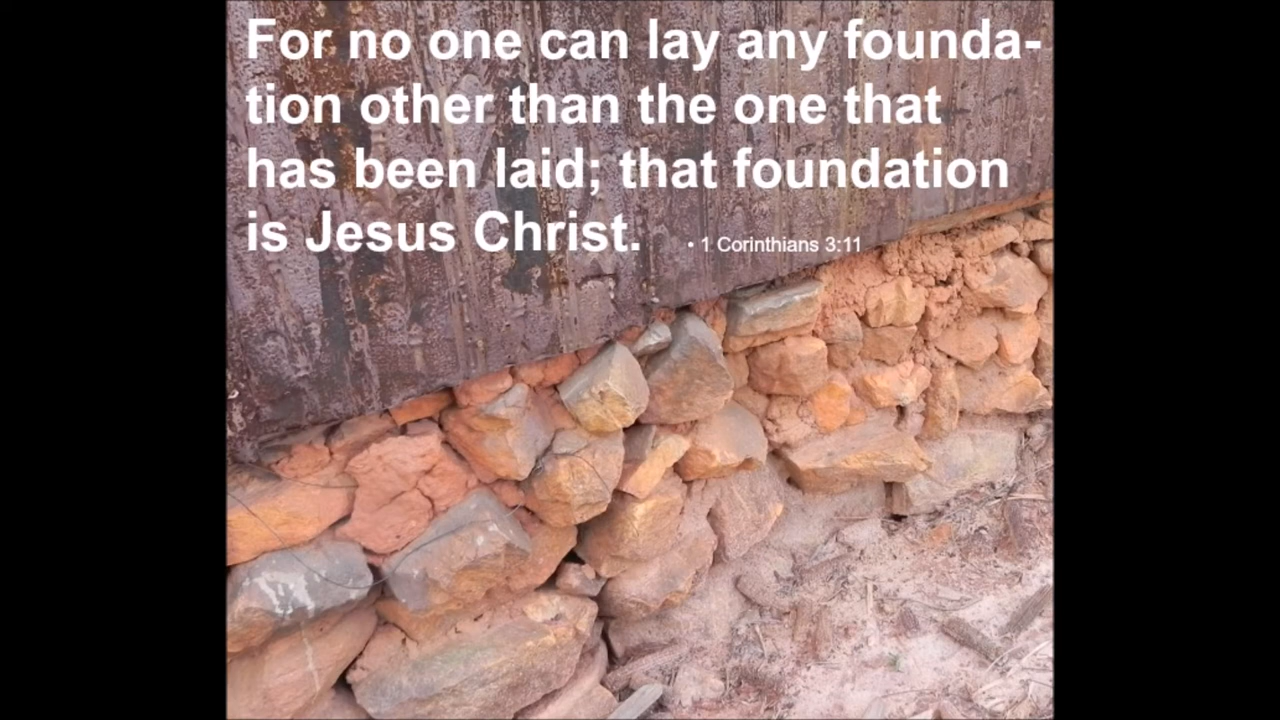 For no one can lay any founda-
tion other than the one that
has been laid; that foundation
is Jesus Christ. • 1 Corinthians 3:11